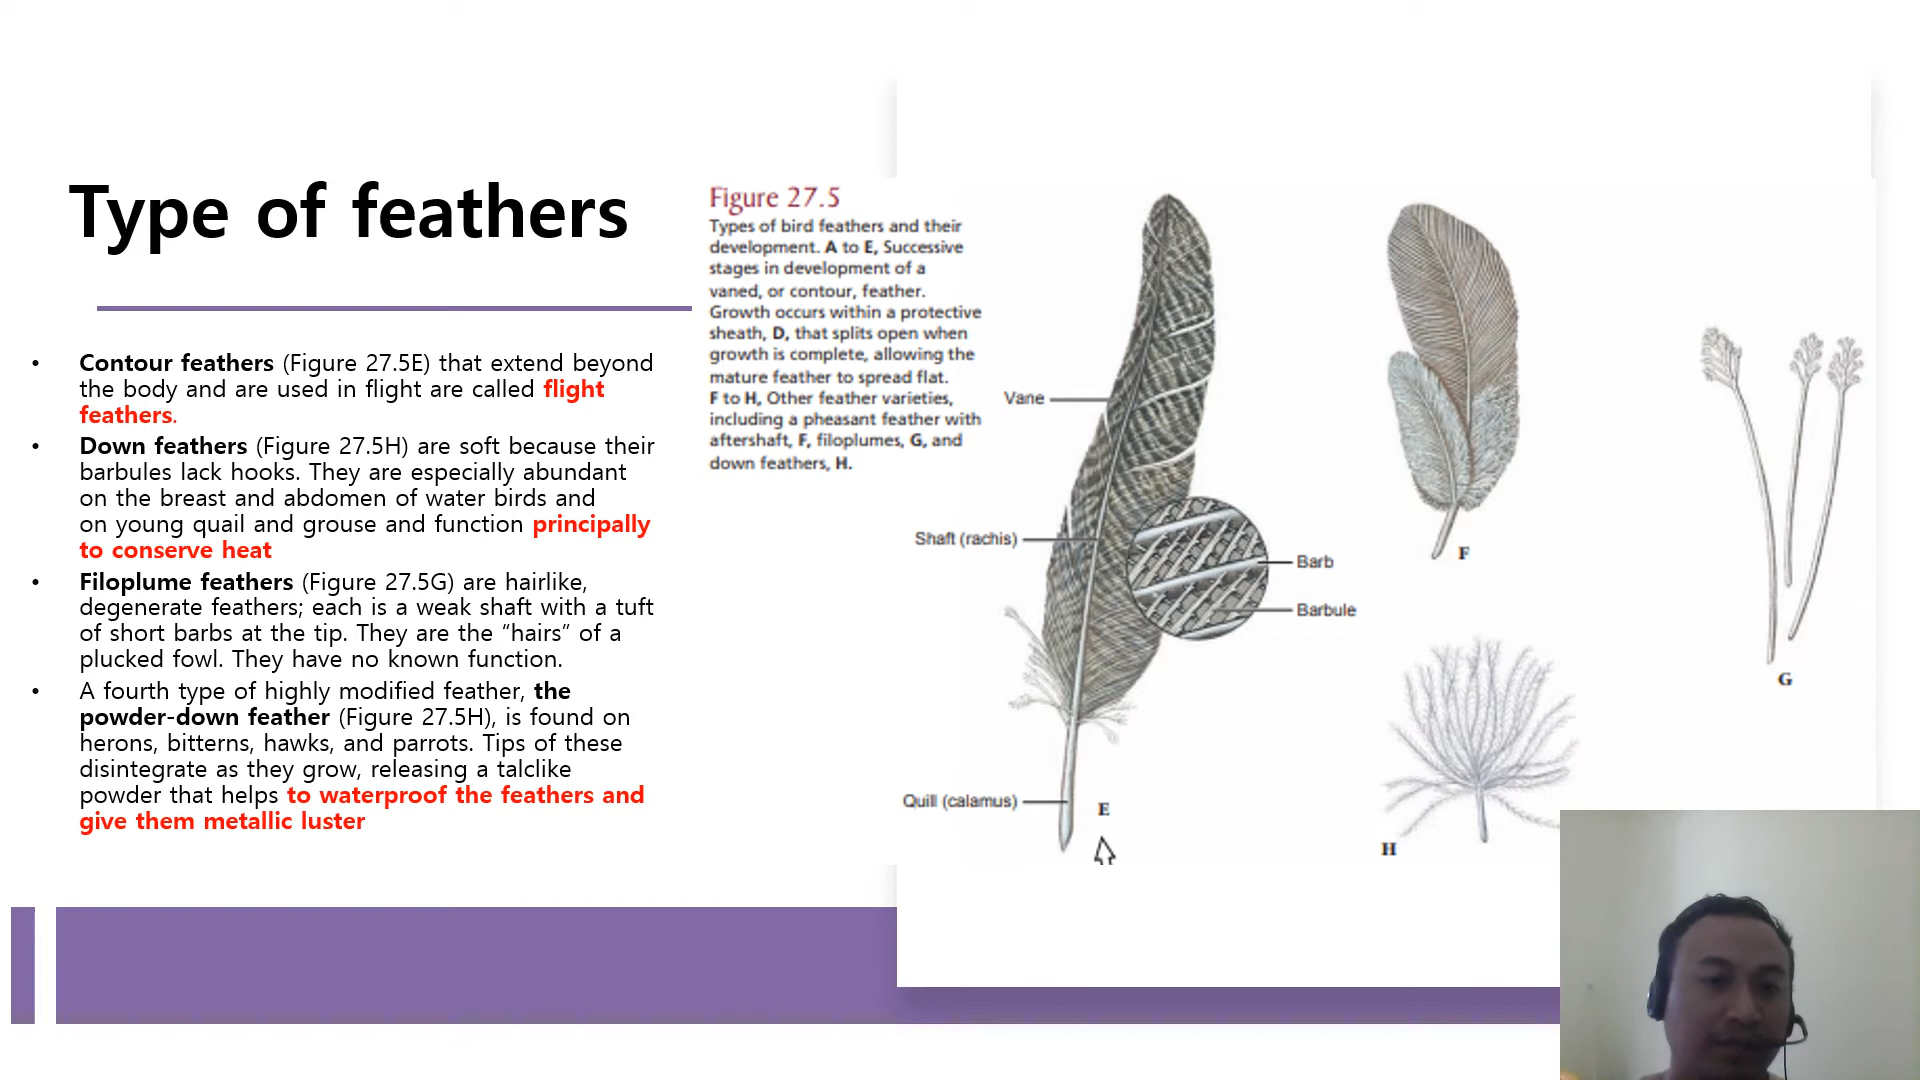 Type of feathers
• Contour feathers (Figure 27.5E) that extend beyond
the body and are used in flight are called flight
feathers.
• Down feathers (Figure 27.5H) are soft because their
barbules lack hooks. They are especially abundant
on the breast and abdomen of water birds and
on young quail and grouse and function principally
to conserve heat
• Filoplume feathers (Figure 27.5G) are hairlike,
degenerate feathers; each is a weak shaft with a tuft
of short barbs at the tip. They are the “hairs” of a
plucked fowl. They have no known function.
• A fourth type of highly modified feather, the
powder-down feather (Figure 27.5H), is found on
herons, bitterns, hawks, and parrots. Tips of these
disintegrate as they grow, releasing a talclike
powder that helps to waterproof the feathers and
give them metallic luster
Figure 27.5
Types of bird feathers and their
development. A to E, Successive
stages in development of a
vaned, or contour, feather.
Growth occurs within a protective
sheath, D, that splits open when
growth is complete, allowing the
mature feather to spread flat.
F to H, Other feather varieties,
including a pheasant feather with
aftershaft, F, filoplumes, G, and
down feathers, H.
Vane
Shaft (rachis)
Barb
Barbule
Quill (calamus)
E
F
G
H